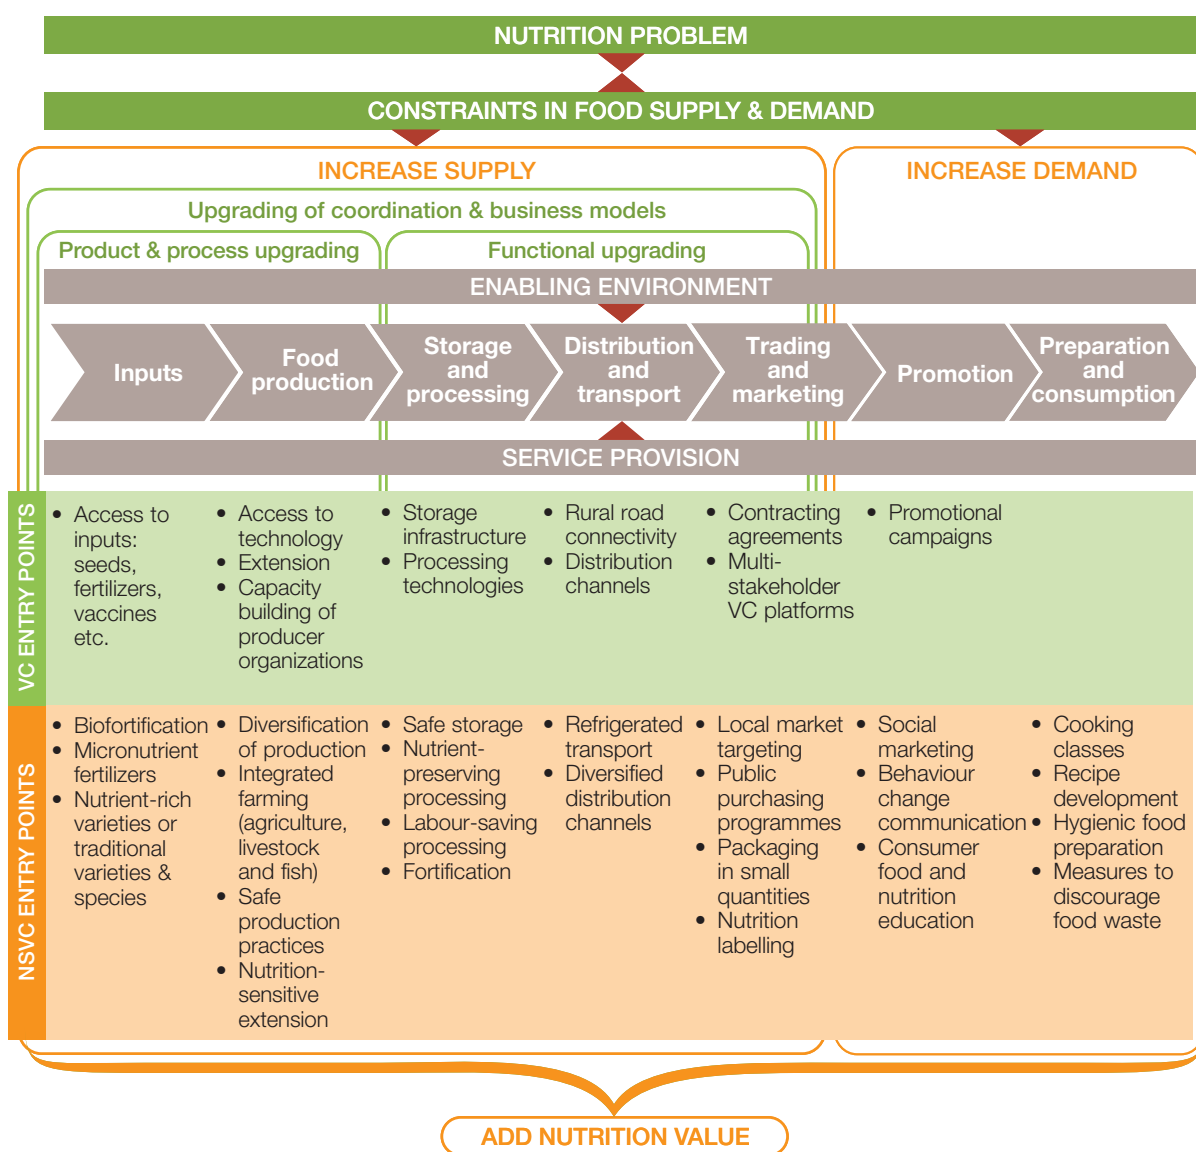 NUTRITION PROBLEM
CONSTRAINTS IN FOOD SUPPLY & DEMAND
INCREASE SUPPLY
INCREASE DEMAND
Upgrading of coordination & business models
Product & process upgrading
Functional upgrading
ENABLING ENVIRONMENT
Inputs
Food
production
Storage
and
processing
Distribution
and
transport
Trading
and
marketing
Promotion
Preparation
and
consumption
SERVICE PROVISION
VC ENTRY POINTS
• Access to
inputs:
seeds,
fertilizers,
vaccines
etc.
• Access to
technology
• Extension
• Capacity
building of
producer
organizations
• Storage
infrastructure
• Processing
technologies
• Rural road
connectivity
• Distribution
channels
• Contracting
agreements
• Multi-
stakeholder
VC platforms
• Promotional
campaigns
NSVC ENTRY POINTS
• Biofortification
• Micronutrient
fertilizers
• Nutrient-rich
varieties or
traditional
varieties &
species
• Diversification
of production
• Integrated
farming
(agriculture,
livestock
and fish)
• Safe
production
practices
• Nutrition-
sensitive
extension
• Safe storage
• Nutrient-
preserving
processing
• Labour-saving
processing
• Fortification
• Refrigerated
transport
• Diversified
distribution
channels
• Local market
targeting
• Public
purchasing
programmes
• Packaging
in small
quantities
• Nutrition
labelling
• Social
marketing
• Behaviour
change
communication
• Consumer
food and
nutrition
education
• Cooking
classes
• Recipe
development
• Hygienic food
preparation
• Measures to
discourage
food waste
ADD NUTRITION VALUE